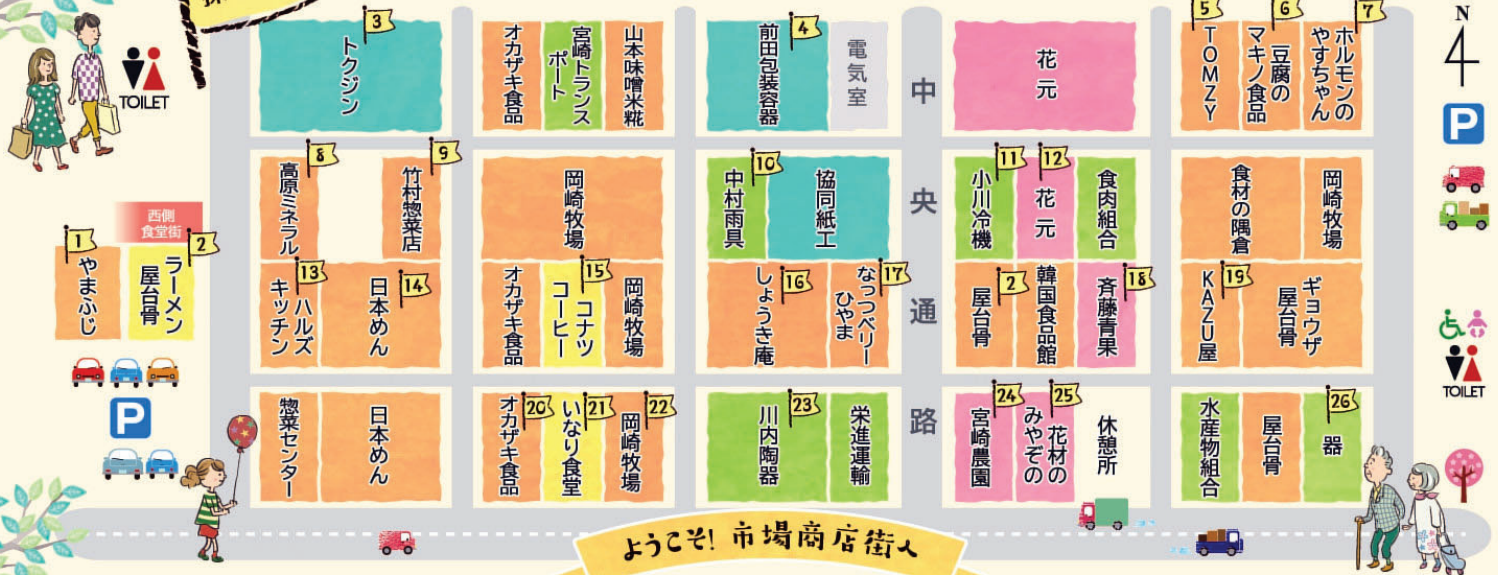 3
トクジン
オカザキ食品
宮崎トランス
ポート
山本味噌米糀
4
前田包装容器
電気室
花元
5
TOMZY
6
豆腐の
マキノ食品
7
ホルモンの
やすちゃん
N
TOILET
P
8
高原ミネラル
9
竹村惣菜店
岡崎牧場
10
中村雨具
協同紙工
11
小川冷機
12
花元
食肉組合
食材の隅倉
岡崎牧場
西側
食堂街
1
やまふじ
2
ラーメン
屋台骨
13
ハルズ
キッチン
14
日本めん
オカザキ食品
15
コナツ
コーヒー
岡崎牧場
16
しょうき庵
17
なっつベリー
ひやま
2
屋台骨
韓国食品館
18
斉藤青果
19
KAZU屋
ギョウザ
屋台骨
中央通路
P
惣菜センター
日本めん
20
オカザキ食品
21
いなり食堂
22
岡崎牧場
23
川内陶器
栄進運輸
24
宮崎農園
25
花材の
みやぞの
休憩所
水産物組合
屋台骨
26
器
TOILET
ようこそ!市場商店街へ